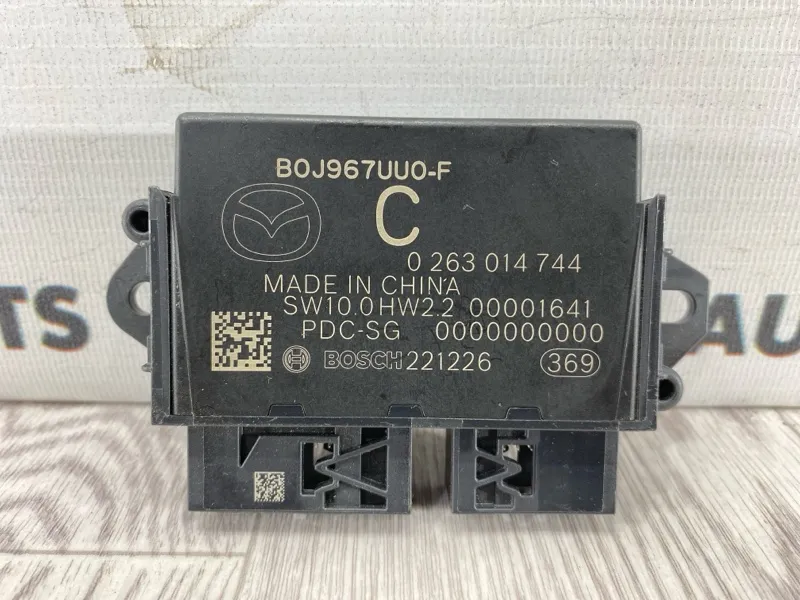 B0J967UU0-F
C
0 263 014 744
MADE IN CHINA
SW10.0HW2.2 00001641
PDC-SG 0000000000
BOSCH 221226 369